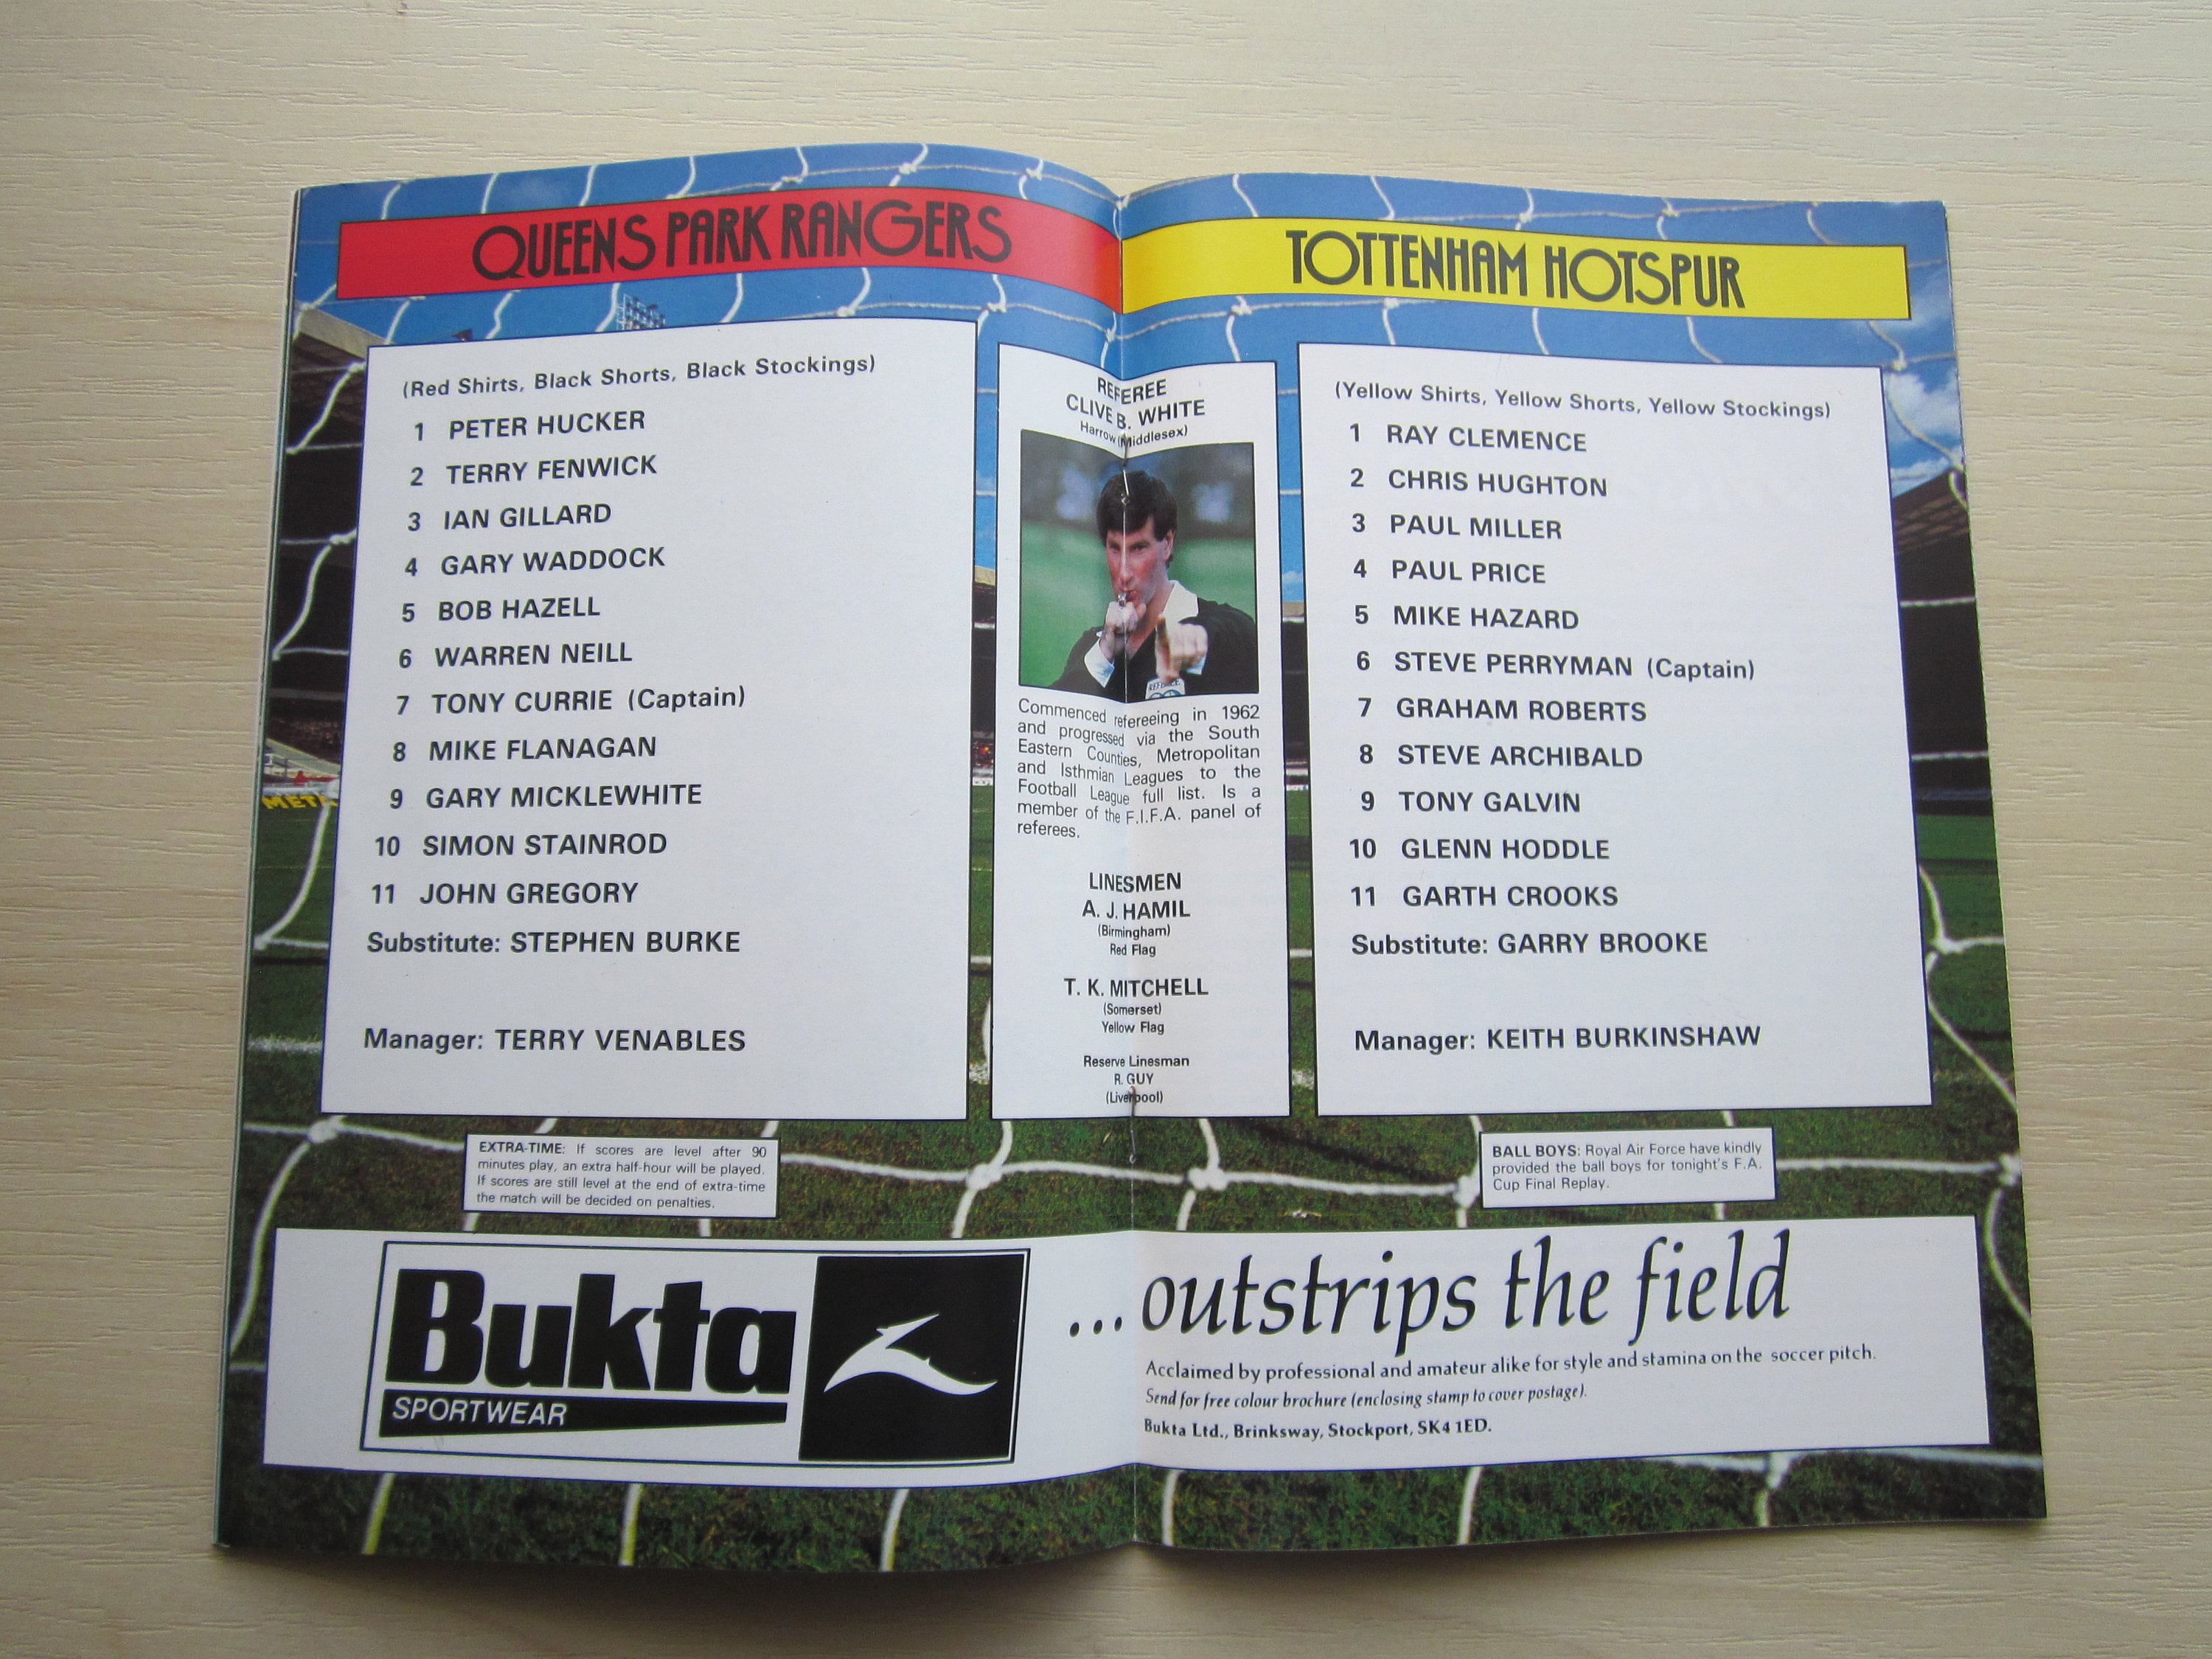 QUEENS PARK RANGERS
(Red Shirts, Black Shorts, Black Stockings)
1 PETER HUCKER
2 TERRY FENWICK
3 IAN GILLARD
4 GARY WADDOCK
5 BOB HAZELL
6 WARREN NEILL
7 TONY CURRIE (Captain)
8 MIKE FLANAGAN
9 GARY MICKLEWHITE
10 SIMON STAINROD
11 JOHN GREGORY
Substitute: STEPHEN BURKE
Manager: TERRY VENABLES
EXTRA-TIME: If scores are level after 90
minutes play, an extra half-hour will be played.
If scores are still level at the end of extra-time
the match will be decided on penalties.
REFEREE
CLIVE B. WHITE
Harrow (Middlesex)
REFEREE
Commenced refereeing in 1962
and progressed via the South
Eastern Counties, Metropolitan
and Isthmian Leagues to the
Football League full list. Is a
member of the F.I.F.A. panel of
referees.
LINESMEN
A. J. HAMIL
(Birmingham)
Red Flag
T. K. MITCHELL
(Somerset)
Yellow Flag
Reserve Linesman
R. GUY
(Liverpool)
TOTTENHAM HOTSPUR
(Yellow Shirts, Yellow Shorts, Yellow Stockings)
1 RAY CLEMENCE
2 CHRIS HUGHTON
3 PAUL MILLER
4 PAUL PRICE
5 MIKE HAZARD
6 STEVE PERRYMAN (Captain)
7 GRAHAM ROBERTS
8 STEVE ARCHIBALD
9 TONY GALVIN
10 GLENN HODDLE
11 GARTH CROOKS
Substitute: GARRY BROOKE
Manager: KEITH BURKINSHAW
BALL BOYS: Royal Air Force have kindly
provided the ball boys for tonight's F.A.
Cup Final Replay.
Bukta
SPORTWEAR
...outstrips the field
Acclaimed by professional and amateur alike for style and stamina on the soccer pitch.
Send for free colour brochure (enclosing stamp to cover postage).
Bukta Ltd., Brinksway, Stockport, SK4 1ED.